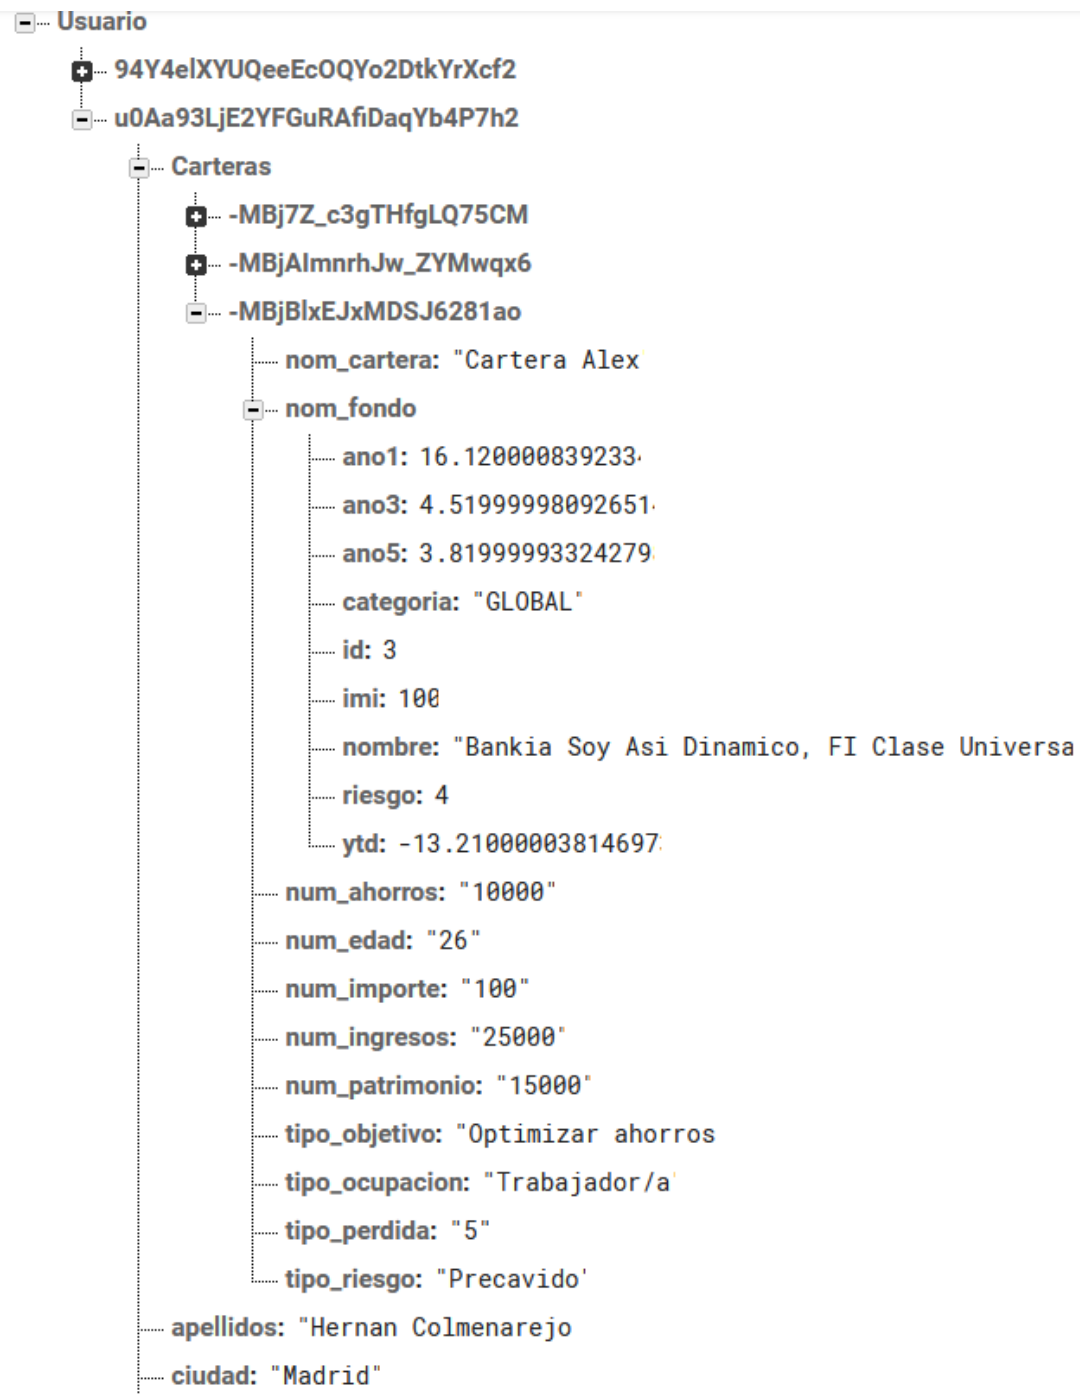 Usuario
94Y4elXYUQeeEcOQYo2DtkYrXcf2
u0Aa93LjE2YFGuRAfiDaqYb4P7h2
Carteras
-MBj7Z_c3gTHfgLQ75CM
-MBjAImnrhJw_ZYMwqx6
-MBjBlxEJxMDSJ6281ao
nom_cartera: "Cartera Alex
nom_fondo
ano1: 16.120000839233
ano3: 4.51999998092651
ano5: 3.81999993324279
categoria: "GLOBAL"
id: 3
imi: 100
nombre: "Bankia Soy Asi Dinamico, FI Clase Universa
riesgo: 4
ytd: -13.21000003814697
num_ahorros: "10000"
num_edad: "26"
num_importe: "100"
num_ingresos: "25000"
num_patrimonio: "15000"
tipo_objetivo: "Optimizar ahorros
tipo_ocupacion: "Trabajador/a'
tipo_perdida: "5"
tipo_riesgo: "Precavido'
apellidos: "Hernan Colmenarejo
ciudad: "Madrid"